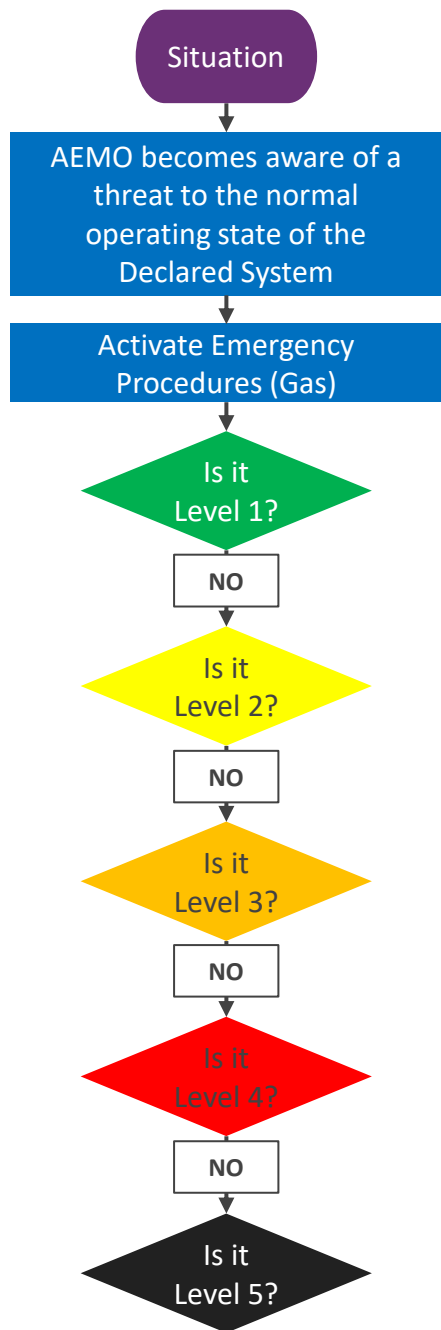 Situation
AEMO becomes aware of a
threat to the normal
operating state of the
Declared System
Activate Emergency
Procedures (Gas)
Is it
Level 1?
NO
Is it
Level 2?
NO
Is it
Level 3?
NO
Is it
Level 4?
NO
Is it
Level 5?